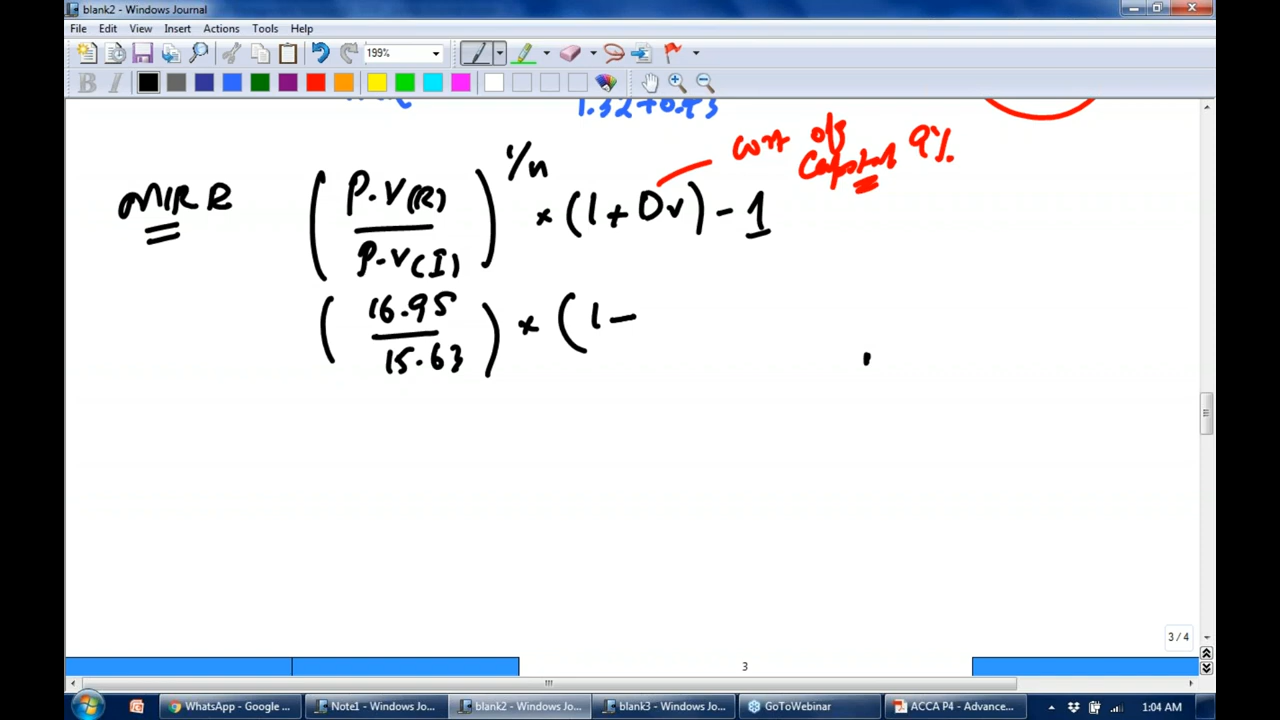 blank2 - Windows Journal
File Edit View Insert Actions Tools Help
199%
B I
1.32+0.
cost of
capital 9%
MIRR (P.V(R) / P.V(I))^1/n × (1 + Dr) - 1
(16.95 / 15.63) × (1 -
3 / 4
3
WhatsApp - Google ... Note1 - Windows Jo... blank2 - Windows Jo... blank3 - Windows Jo... GoToWebinar ACCA P4 - Advance... 1:04 AM